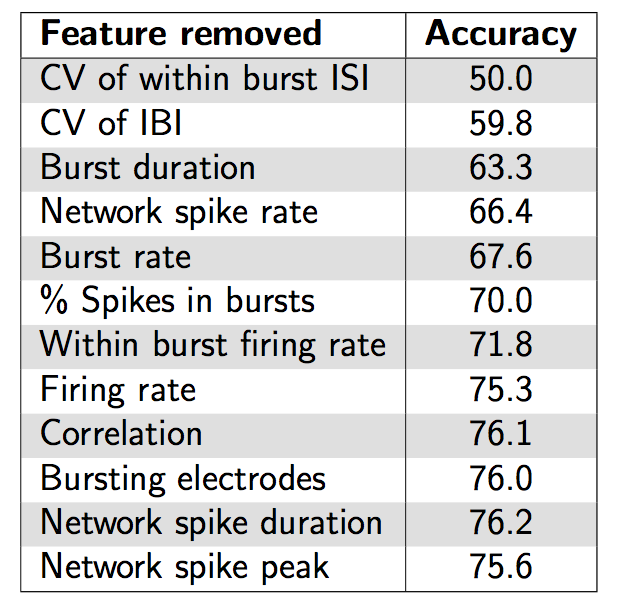 Feature removed Accuracy
CV of within burst ISI 50.0
CV of IBI 59.8
Burst duration 63.3
Network spike rate 66.4
Burst rate 67.6
% Spikes in bursts 70.0
Within burst firing rate 71.8
Firing rate 75.3
Correlation 76.1
Bursting electrodes 76.0
Network spike duration 76.2
Network spike peak 75.6